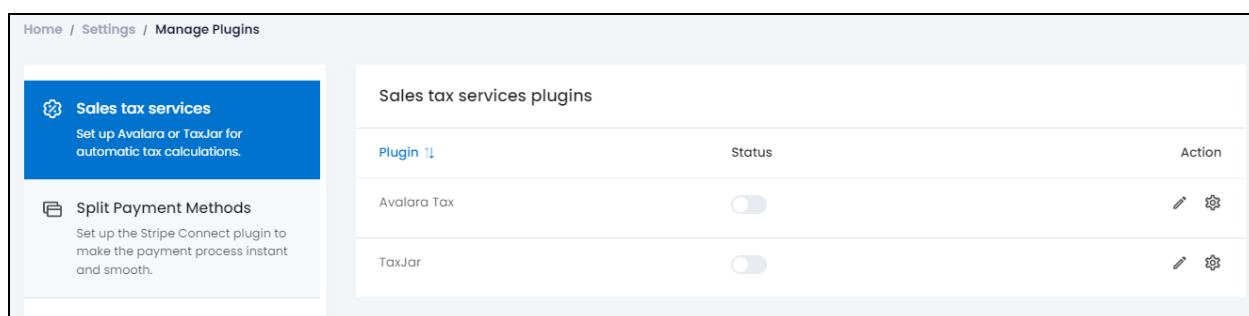 Home / Settings / Manage Plugins
Sales tax services
Set up Avalara or TaxJar for
automatic tax calculations.
Split Payment Methods
Set up the Stripe Connect plugin to
make the payment process instant
and smooth.
Sales tax services plugins
Plugin Status Action
Avalara Tax
TaxJar